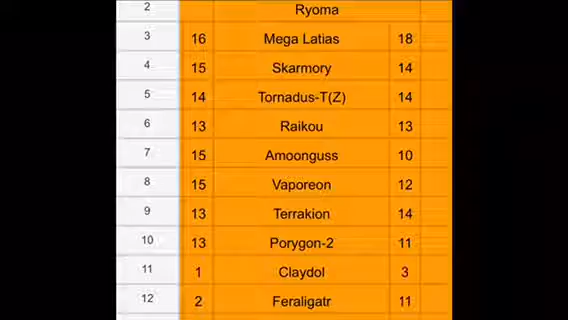 2 Ryoma
3 16 Mega Latias 18
4 15 Skarmory 14
5 14 Tornadus-T(Z) 14
6 13 Raikou 13
7 15 Amoonguss 10
8 15 Vaporeon 12
9 13 Terrakion 14
10 13 Porygon-2 11
11 1 Claydol 3
12 2 Feraligatr 11